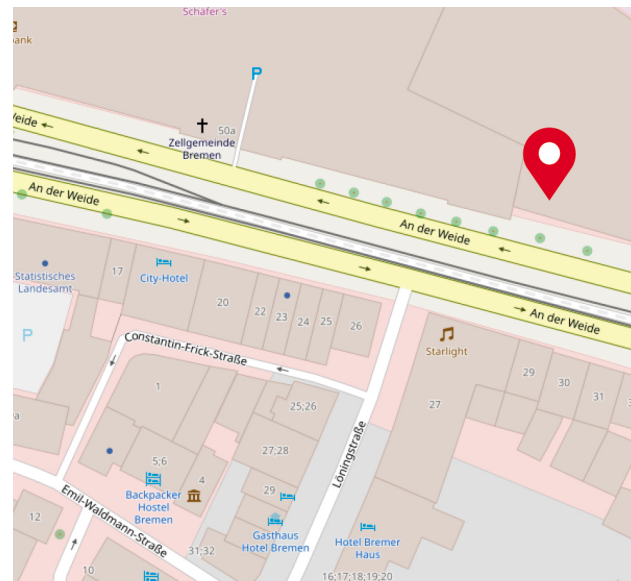 Schäfer's
ank
P
50a
Zellgemeinde
Bremen
Weide
An der Weide
An der Weide
An der Weide
Statistisches
Landesamt
17
City-Hotel
20
22
23
24
25
26
P
Constantin-Frick-Straße
Starlight
29
30
31
3
1
25;26
27
a
27;28
Löningstraße
5;6
4
29
Backpacker
Hostel
Bremen
12
Emil-Waldmann-Straße
Gasthaus
Hotel Bremen
Hotel Bremer
Haus
31;32
10
16;17;18;19;20